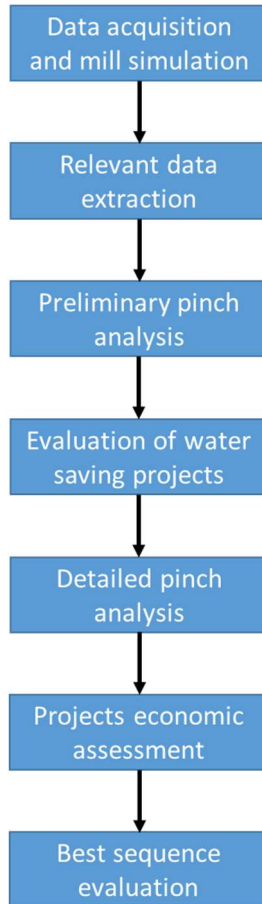 Data acquisition
and mill simulation
Relevant data
extraction
Preliminary pinch
analysis
Evaluation of water
saving projects
Detailed pinch
analysis
Projects economic
assessment
Best sequence
evaluation